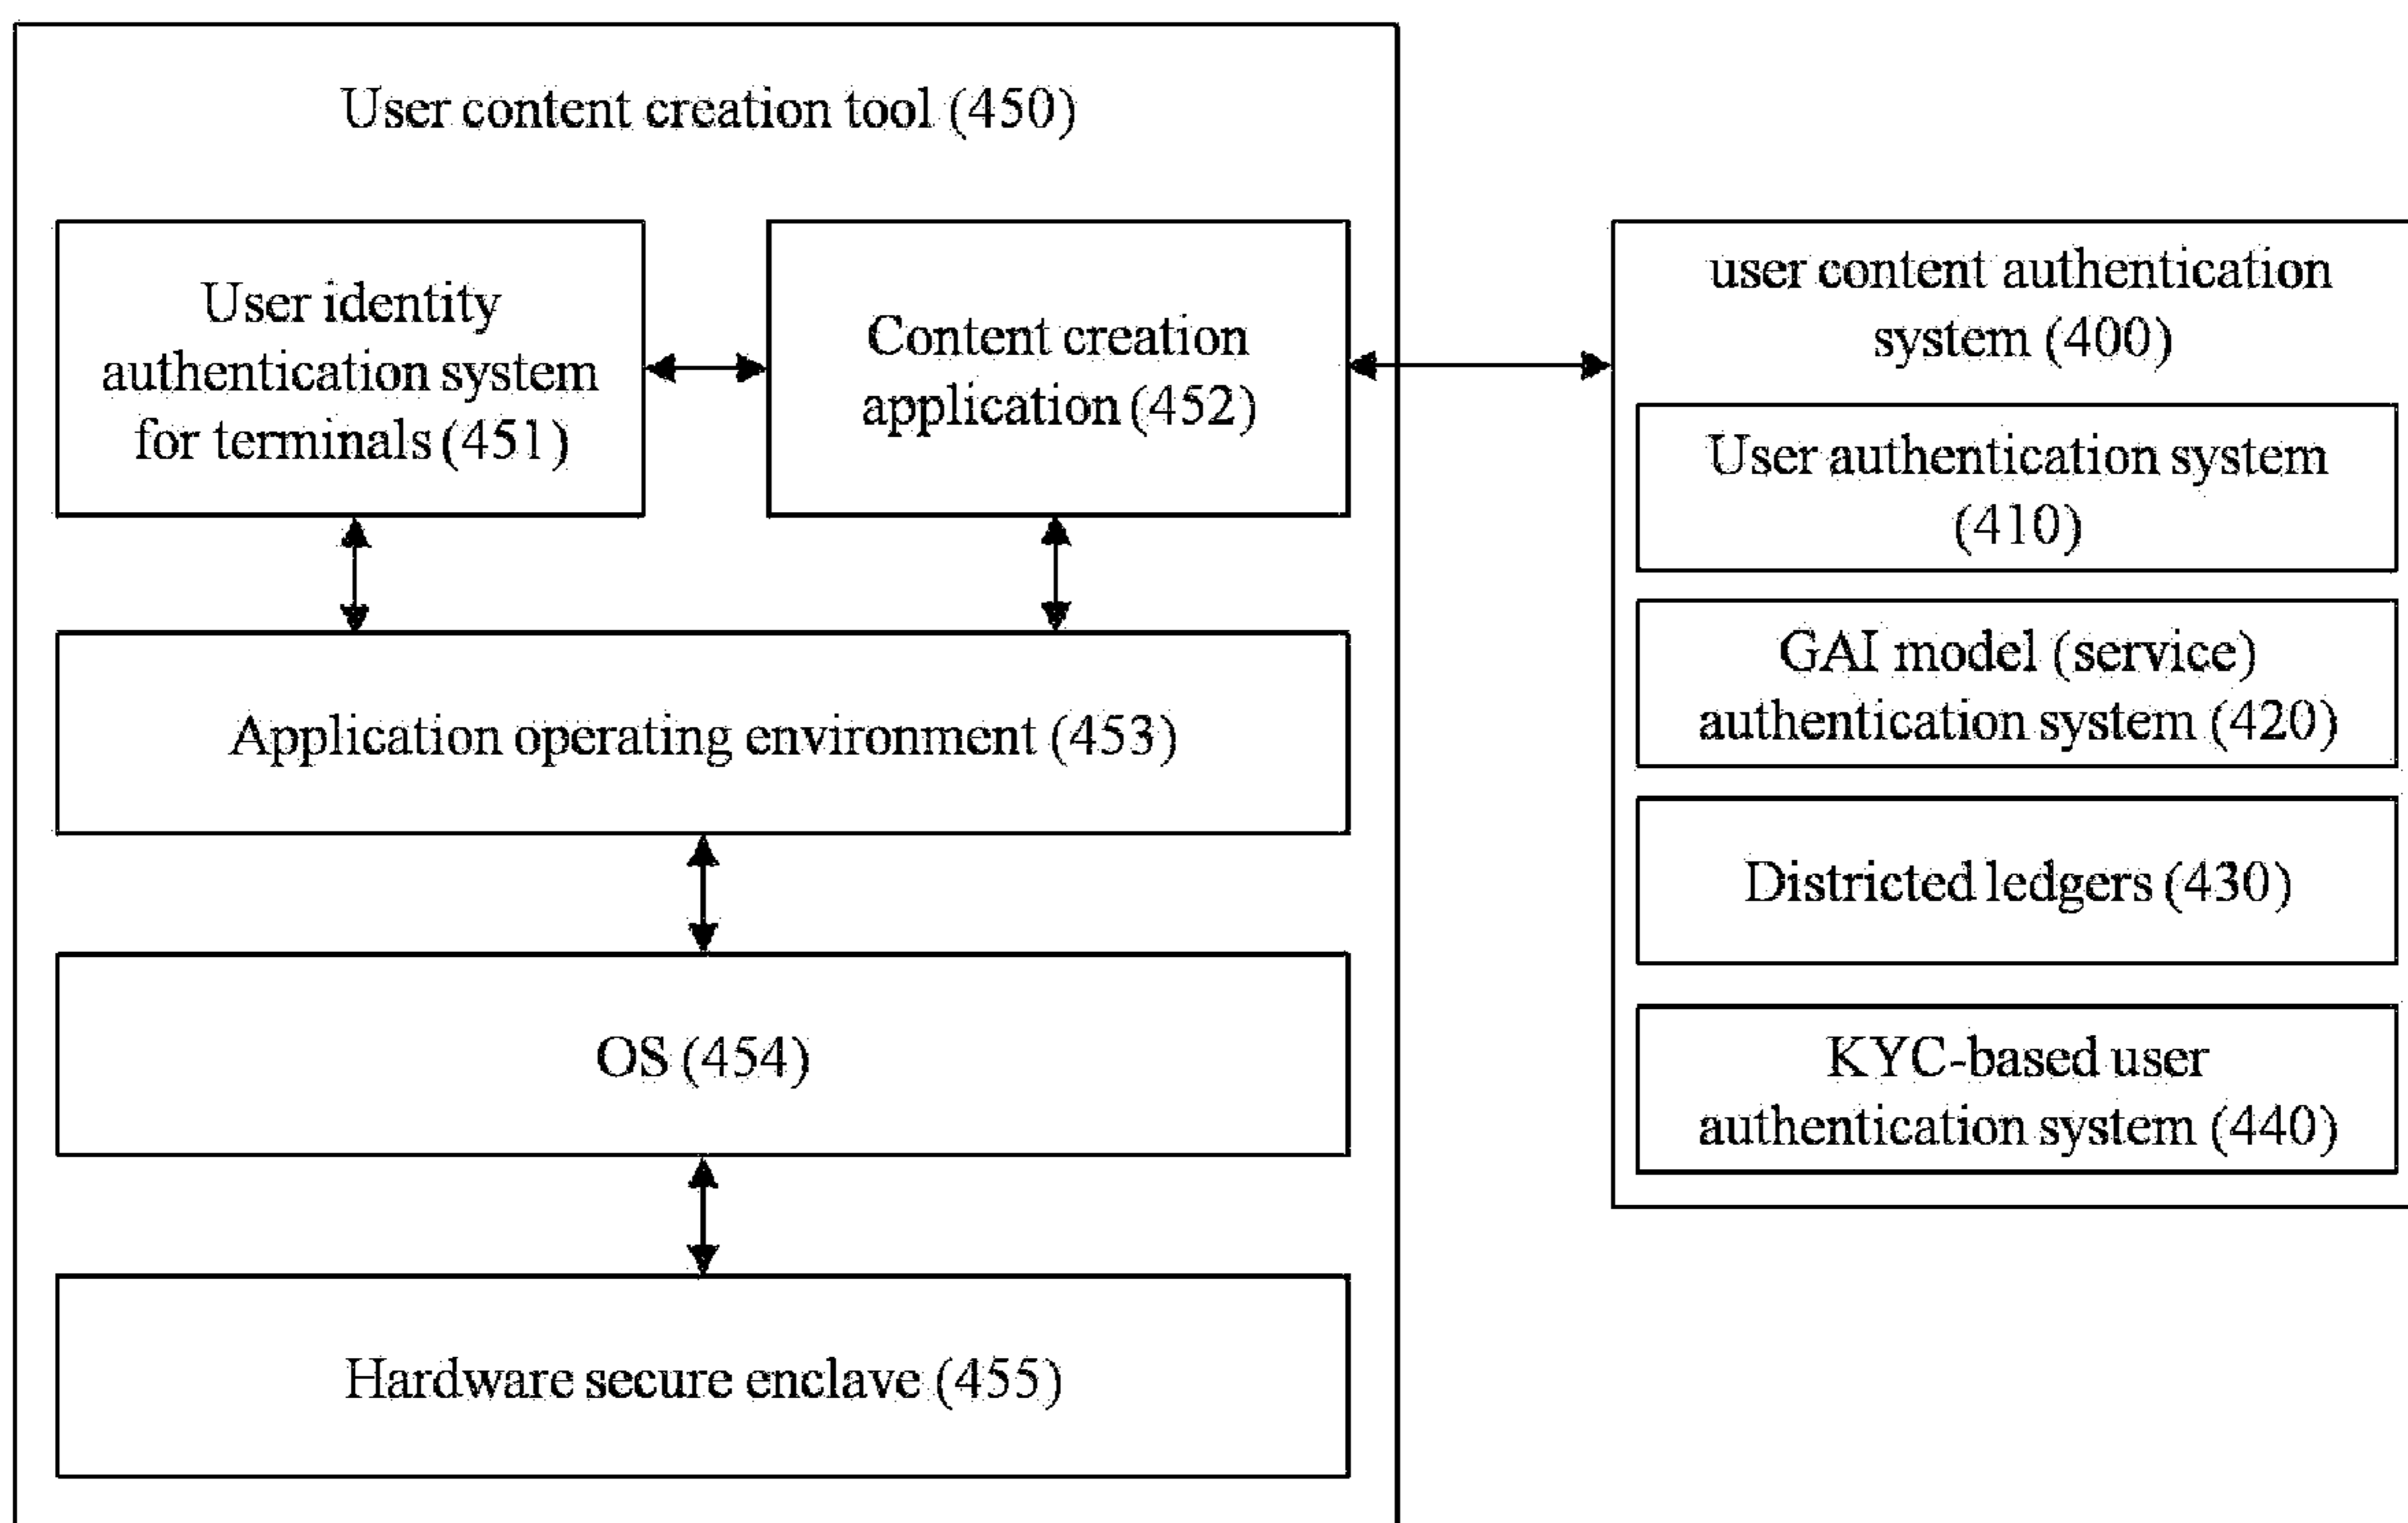 User content creation tool (450)
User identity
authentication system
for terminals (451)
Content creation
application (452)
Application operating environment (453)
OS (454)
Hardware secure enclave (455)
user content authentication
system (400)
User authentication system
(410)
GAI model (service)
authentication system (420)
Districted ledgers (430)
KYC-based user
authentication system (440)